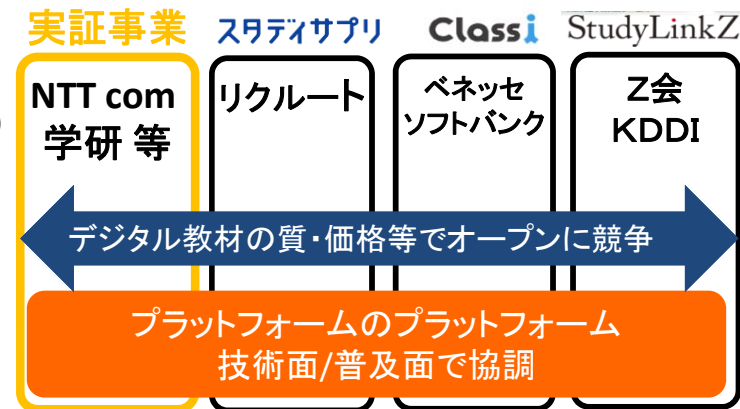 実証事業
スタディサプリ
Classi
StudyLinkZ
NTT com
学研 等
リクルート
ベネッセ
ソフトバンク
Z会
KDDI
デジタル教材の質・価格等でオープンに競争
プラットフォームのプラットフォーム
技術面/普及面で協調